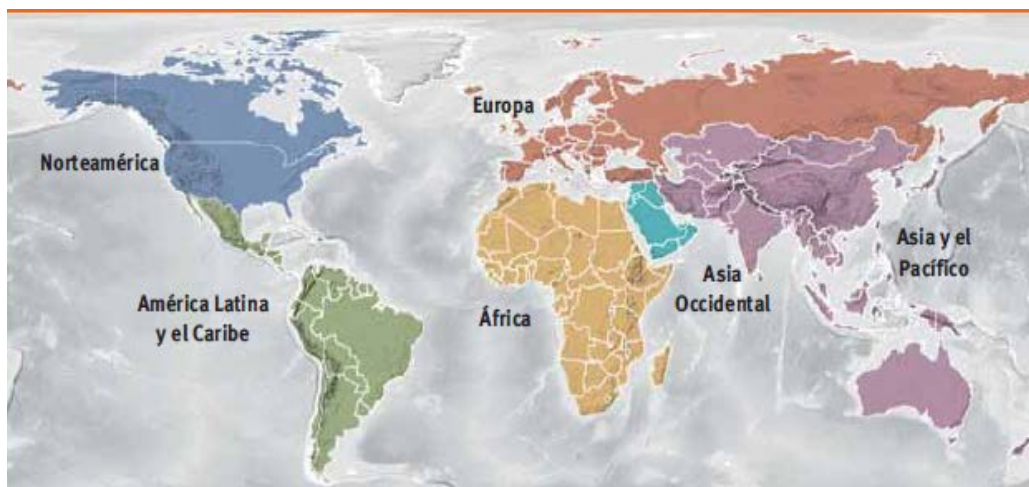 Europa
Norteamérica
Asia y el
Pacífico
Asia
Occidental
América Latina
y el Caribe
África